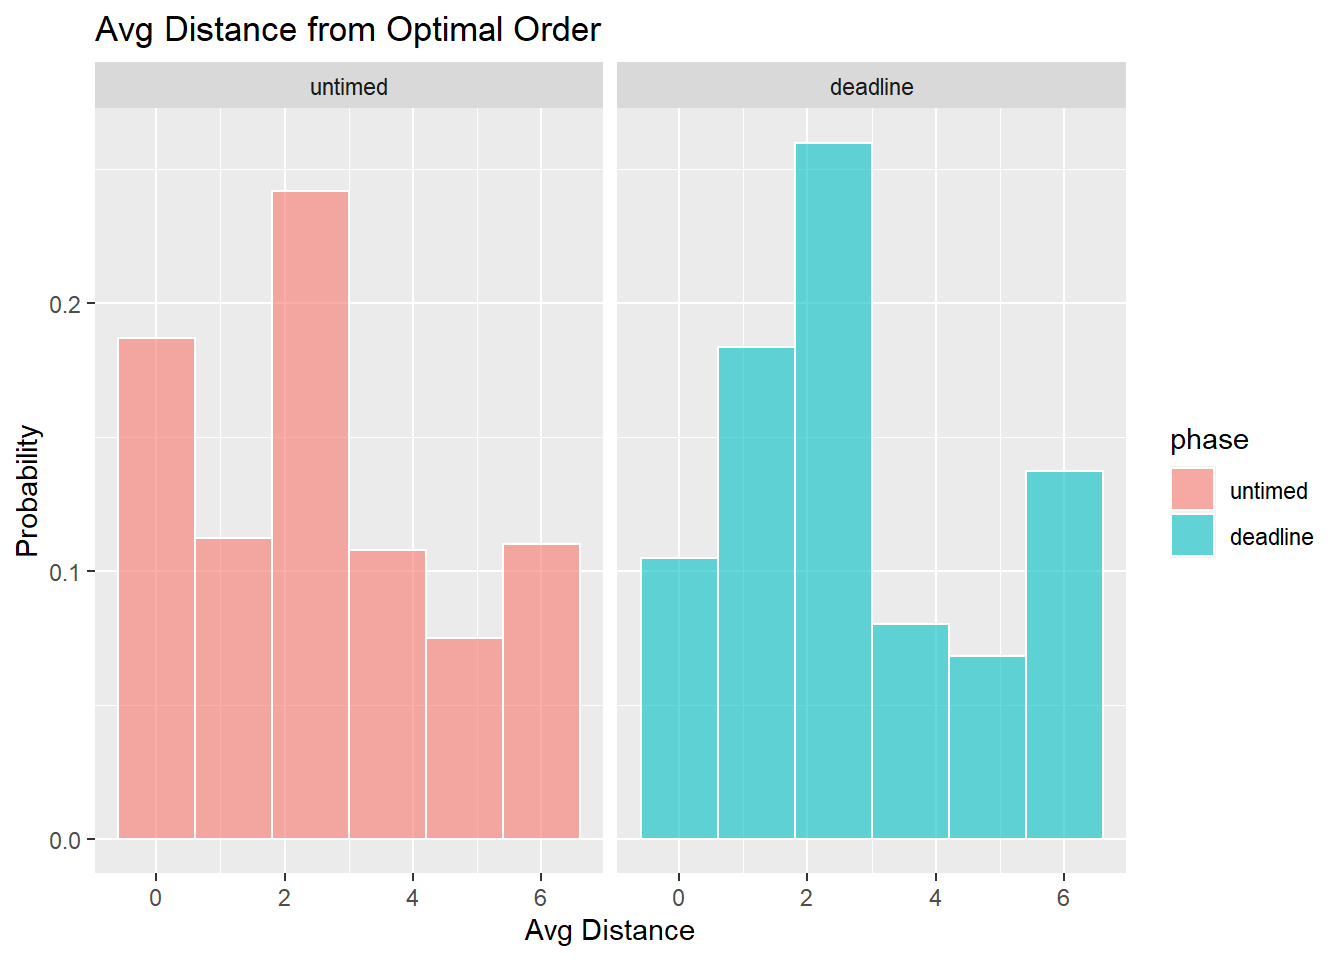 Avg Distance from Optimal Order
untimed
deadline
0.2
0.1
0.0
Probability
0 2 4 6
0 2 4 6
Avg Distance
phase
untimed
deadline